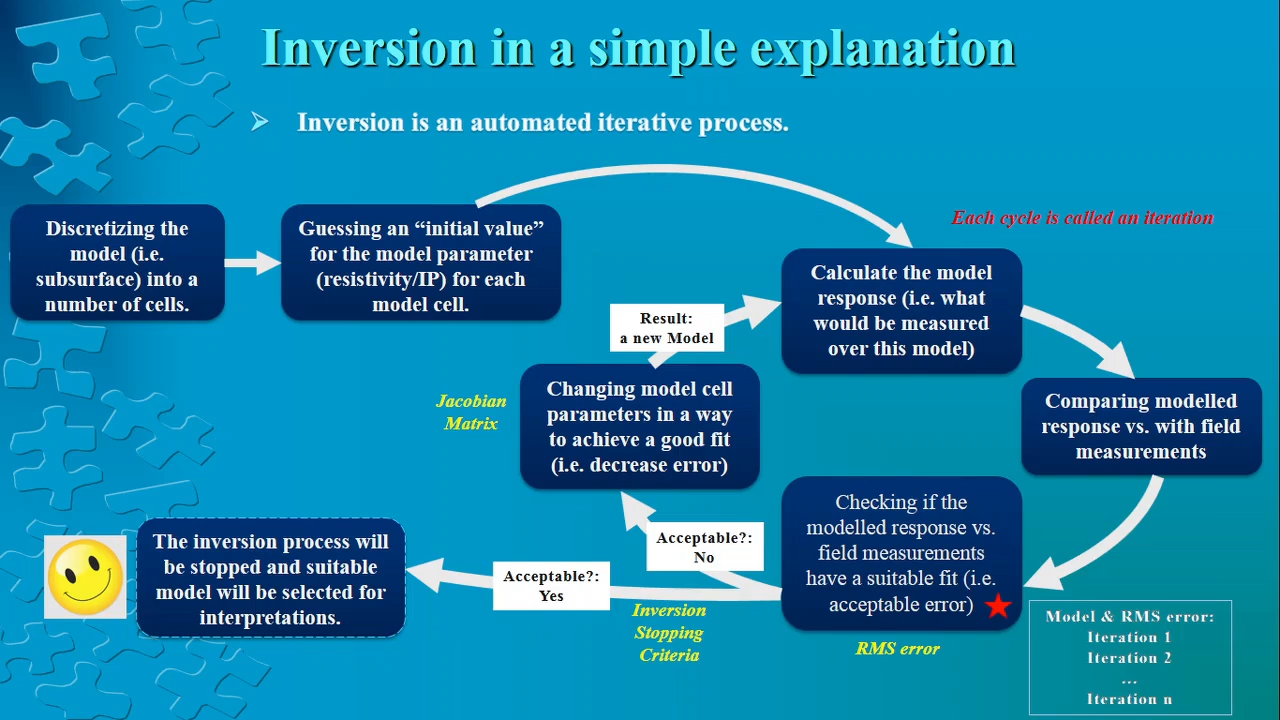 Inversion in a simple explanation
Inversion is an automated iterative process.
Each cycle is called an iteration
Discretizing the
model (i.e.
subsurface) into a
number of cells.
Guessing an “initial value”
for the model parameter
(resistivity/IP) for each
model cell.
Calculate the model
response (i.e. what
would be measured
over this model)
Result:
a new Model
Jacobian
Matrix
Changing model cell
parameters in a way
to achieve a good fit
(i.e. decrease error)
Comparing modelled
response vs. with field
measurements
Checking if the
modelled response vs.
field measurements
have a suitable fit (i.e.
acceptable error)
Acceptable?:
No
Acceptable?:
Yes
The inversion process will
be stopped and suitable
model will be selected for
interpretations.
Inversion
Stopping
Criteria
RMS error
Model & RMS error:
Iteration 1
Iteration 2
...
Iteration n